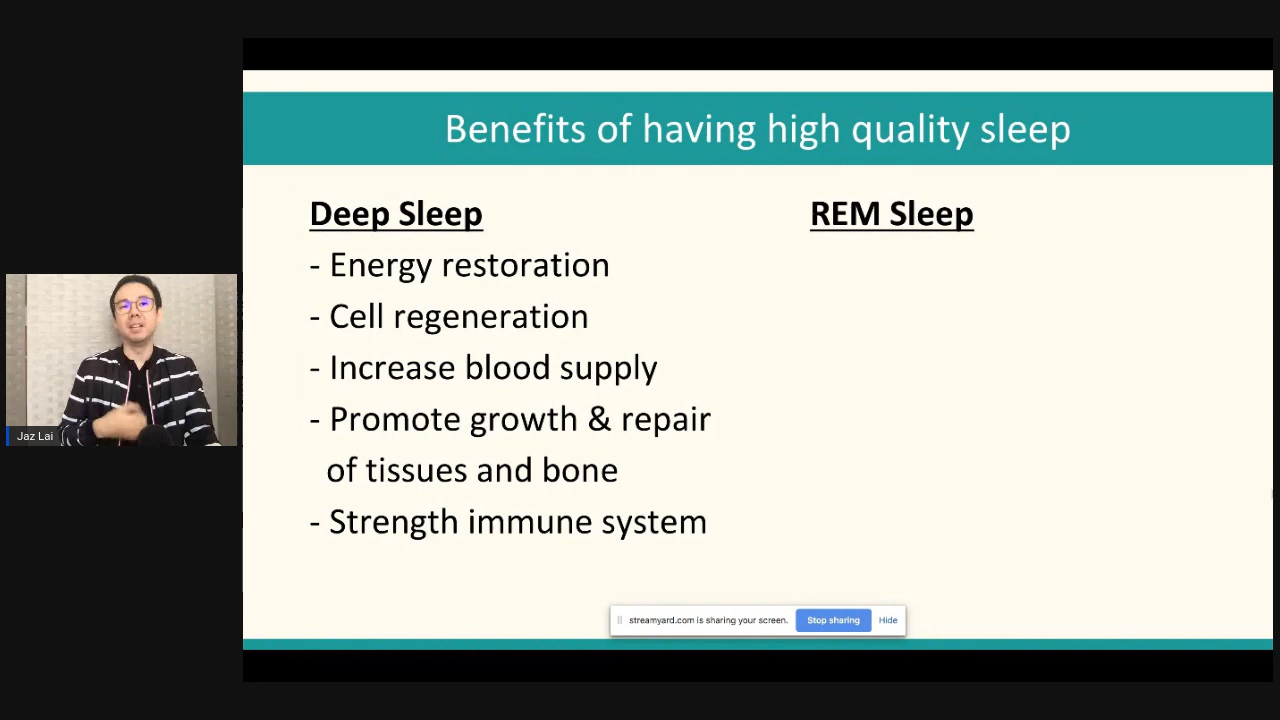 Benefits of having high quality sleep
Deep Sleep
- Energy restoration
- Cell regeneration
- Increase blood supply
- Promote growth & repair
of tissues and bone
- Strength immune system
REM Sleep
Jaz Lai
streamyard.com is sharing your screen.
Stop sharing
Hide